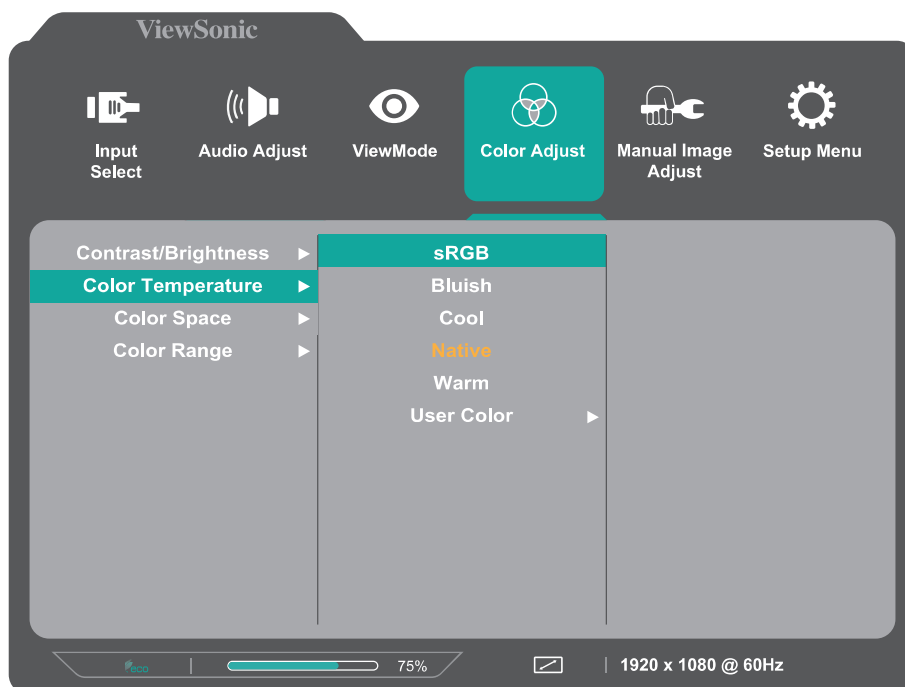 ViewSonic
Input
Select
Audio Adjust
ViewMode
Color Adjust
Manual Image
Adjust
Setup Menu
Contrast/Brightness
Color Temperature
Color Space
Color Range
sRGB
Bluish
Cool
Native
Warm
User Color
eco
75%
1920 x 1080 @ 60Hz